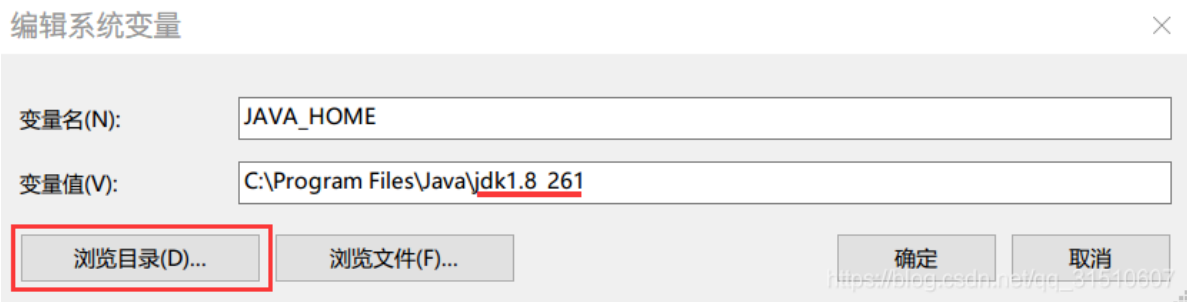 编辑系统变量
变量名(N): JAVA_HOME
变量值(V): C:\Program Files\Java\jdk1.8_261
浏览目录(D)... 浏览文件(F)... 确定 取消
https://blog.csdn.net/qq_31510607